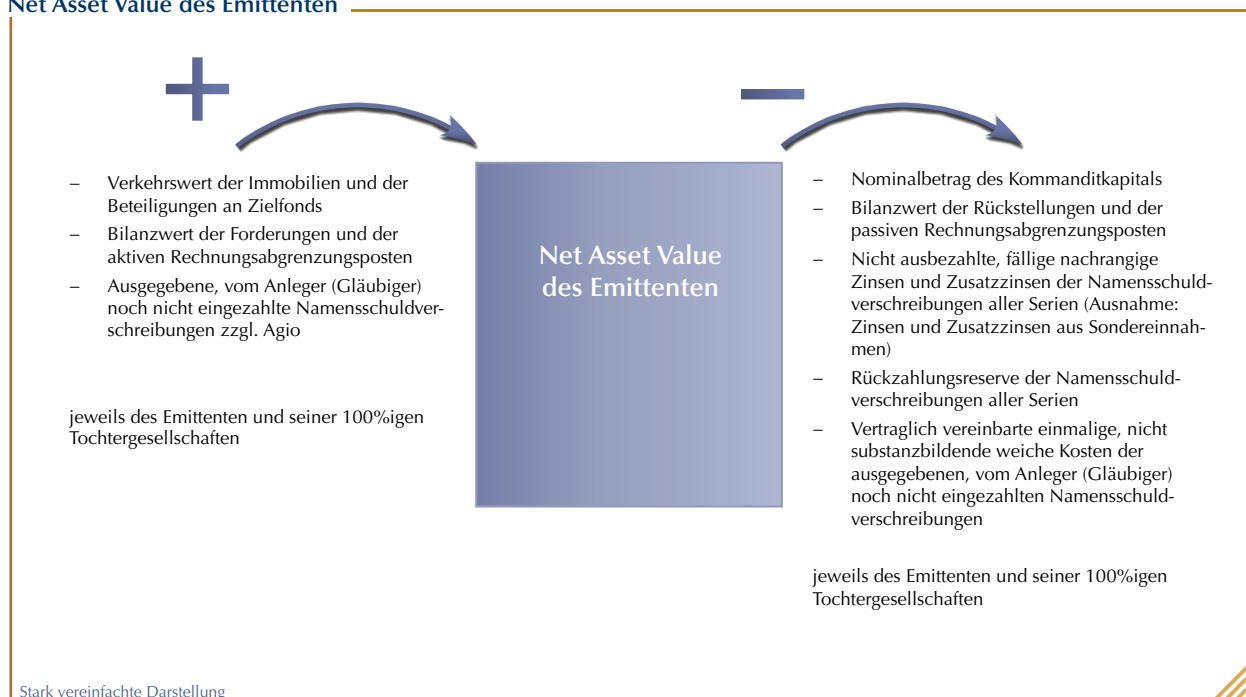 Net Asset Value des Emittenten
– Verkehrswert der Immobilien und der
Beteiligungen an Zielfonds
– Bilanzwert der Forderungen und der
aktiven Rechnungsabgrenzungsposten
– Ausgegebene, vom Anleger (Gläubiger)
noch nicht eingezahlte Namensschuldver-
schreibungen zzgl. Agio
jeweils des Emittenten und seiner 100%igen
Tochtergesellschaften
Net Asset Value
des Emittenten
– Nominalbetrag des Kommanditkapitals
– Bilanzwert der Rückstellungen und der
passiven Rechnungsabgrenzungsposten
– Nicht ausbezahlte, fällige nachrangige
Zinsen und Zusatzzinsen der Namensschuld-
verschreibungen aller Serien (Ausnahme:
Zinsen und Zusatzzinsen aus Sondereinnah-
men)
– Rückzahlungsreserve der Namensschuld-
verschreibungen aller Serien
– Vertraglich vereinbarte einmalige, nicht
substanzbildende weiche Kosten der
ausgegebenen, vom Anleger (Gläubiger)
noch nicht eingezahlten Namensschuld-
verschreibungen
jeweils des Emittenten und seiner 100%igen
Tochtergesellschaften
Stark vereinfachte Darstellung